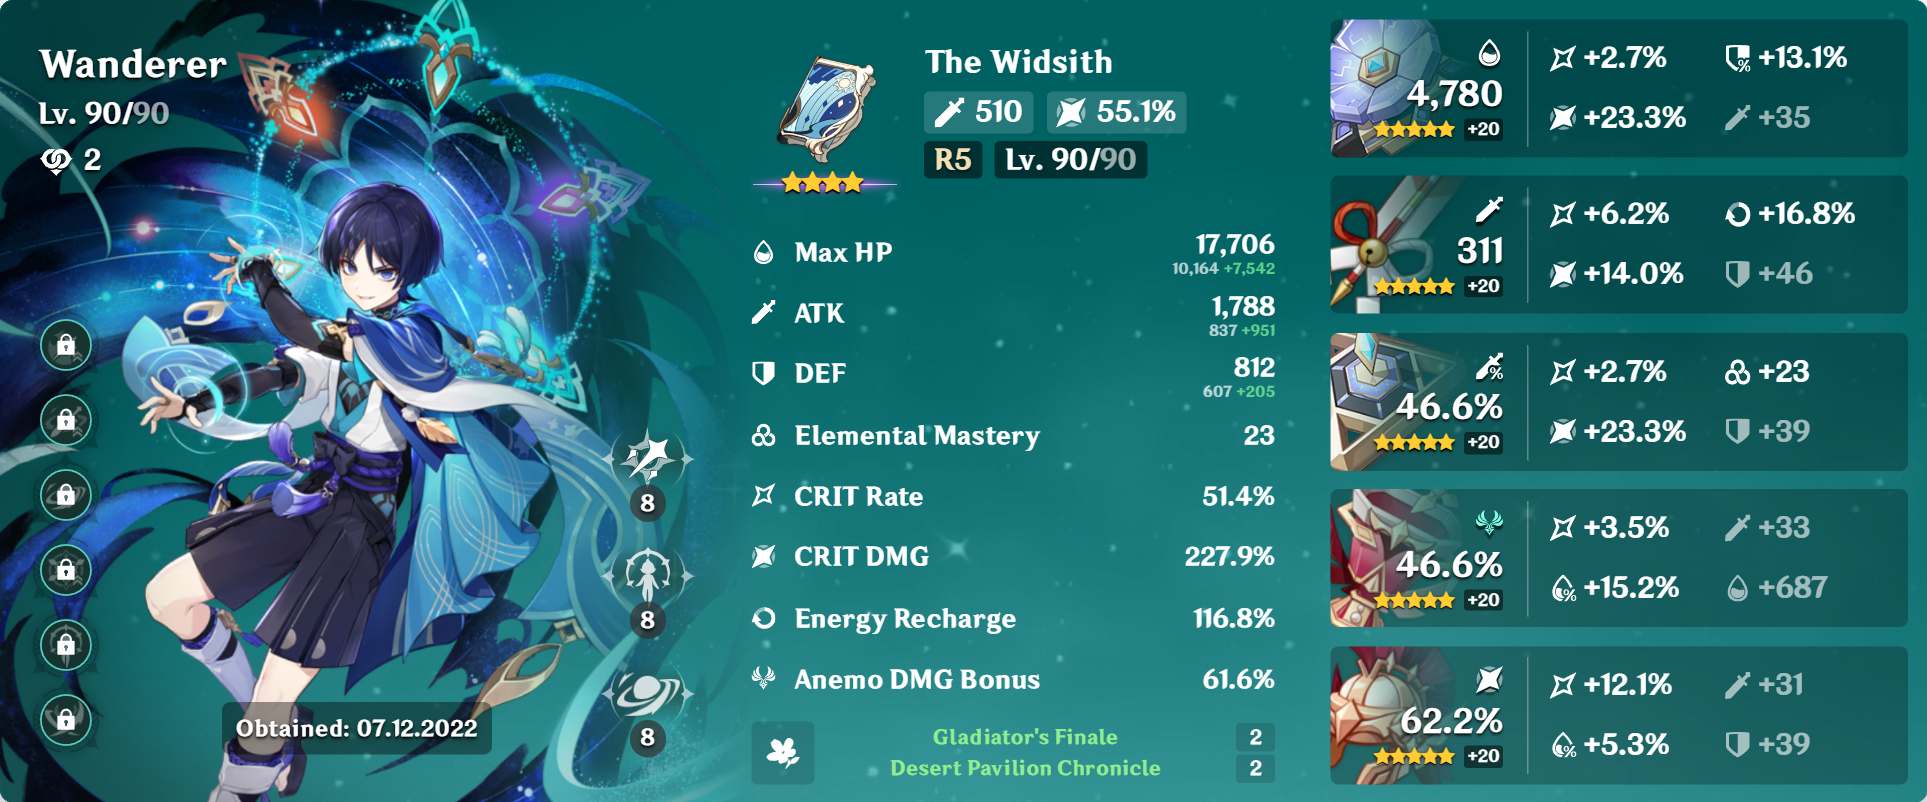 Wanderer
Lv. 90/90
2
8
8
8
Obtained: 07.12.2022
The Widsith
510 55.1%
R5 Lv. 90/90
Max HP 17,706
10,164 +7,542
ATK 1,788
837 +951
DEF 812
607 +205
Elemental Mastery 23
CRIT Rate 51.4%
CRIT DMG 227.9%
Energy Recharge 116.8%
Anemo DMG Bonus 61.6%
Gladiator's Finale 2
Desert Pavilion Chronicle 2
4,780
+20
+2.7% +13.1%
+23.3% +35
311
+20
+6.2% +16.8%
+14.0% +46
%
46.6%
+20
+2.7% +23
+23.3% +39
46.6%
+20
+3.5% +33
+15.2% +687
62.2%
+20
+12.1% +31
+5.3% +39